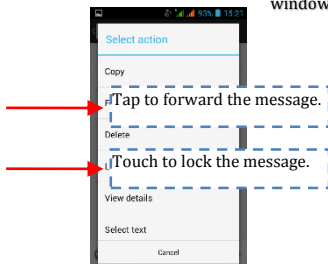 window
93% 15:21
Select action
Copy
F Tap to forward the message.
Delete
L Touch to lock the message.
View details
Select text
Cancel